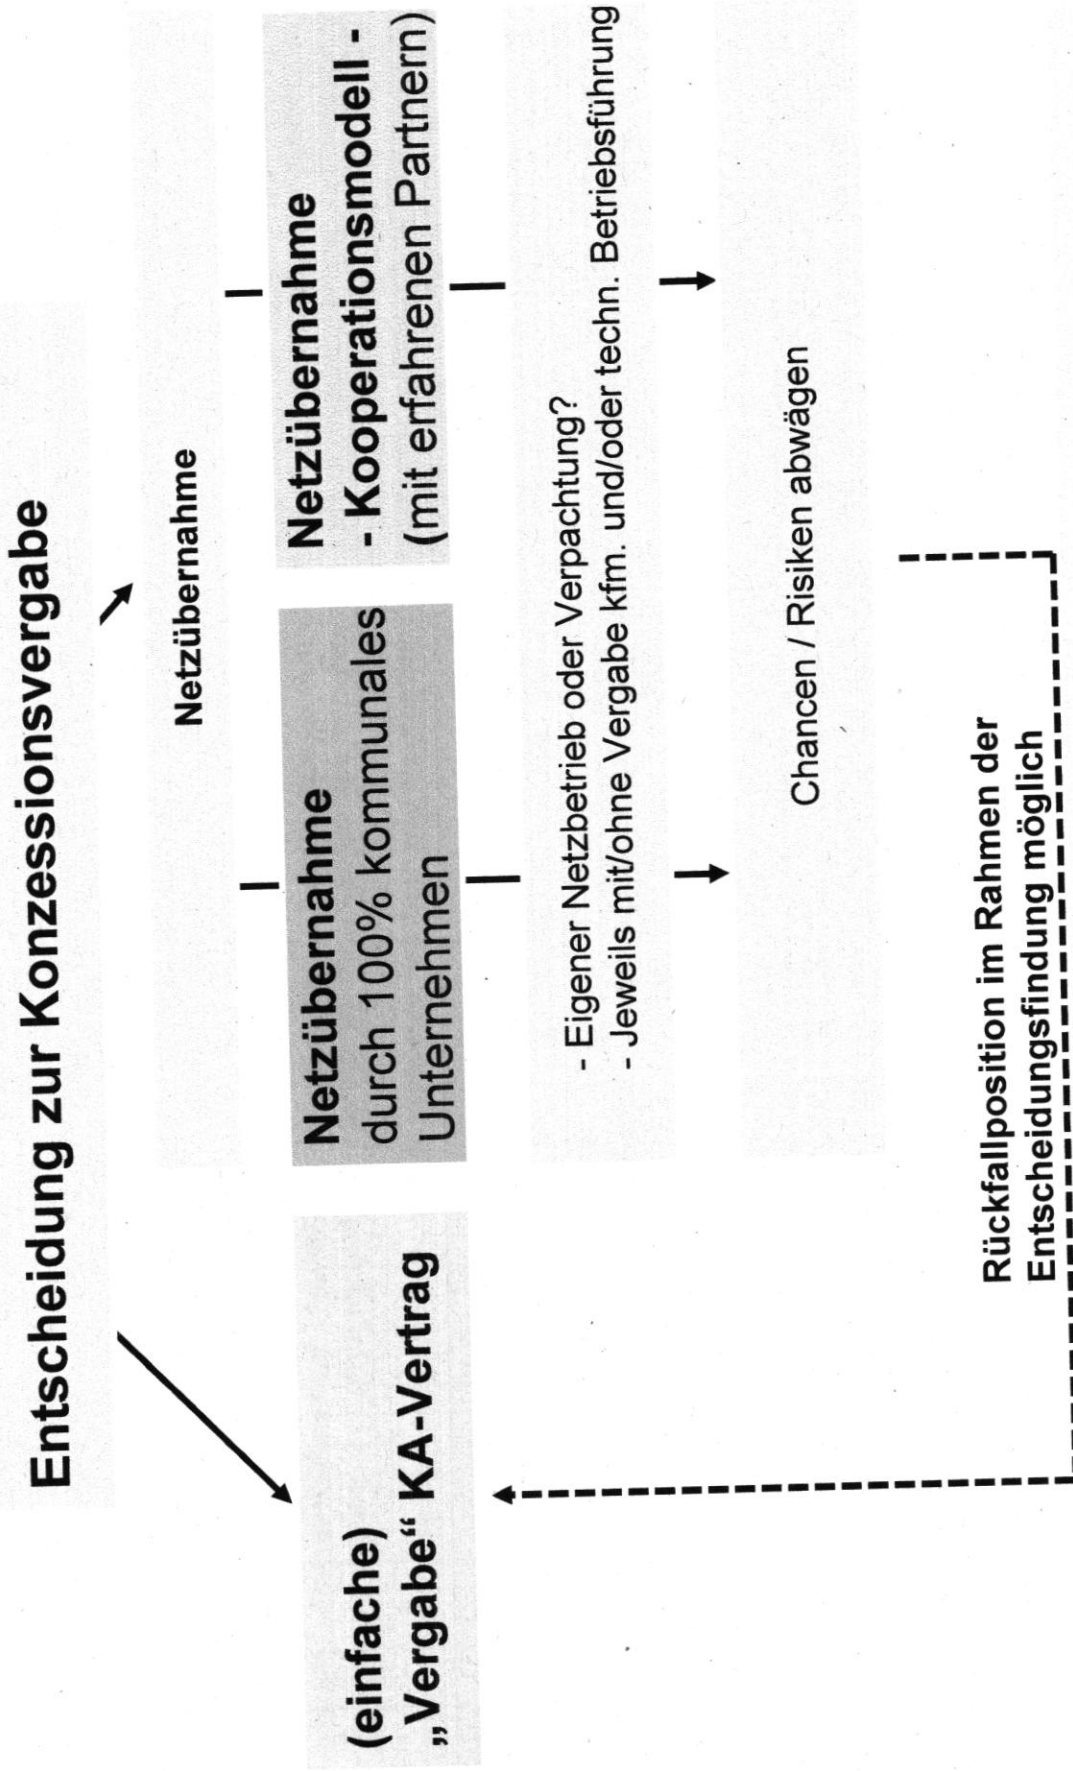 Entscheidung zur Konzessionsvergabe
Netzübernahme
(einfache)
„Vergabe“ KA-Vertrag
Netzübernahme
durch 100% kommunales
Unternehmen
Netzübernahme
- Kooperationsmodell -
(mit erfahrenen Partnern)
- Eigener Netzbetrieb oder Verpachtung?
- Jeweils mit/ohne Vergabe kfm. und/oder techn. Betriebsführung
Chancen / Risiken abwägen
Rückfallposition im Rahmen der
Entscheidungsfindung möglich